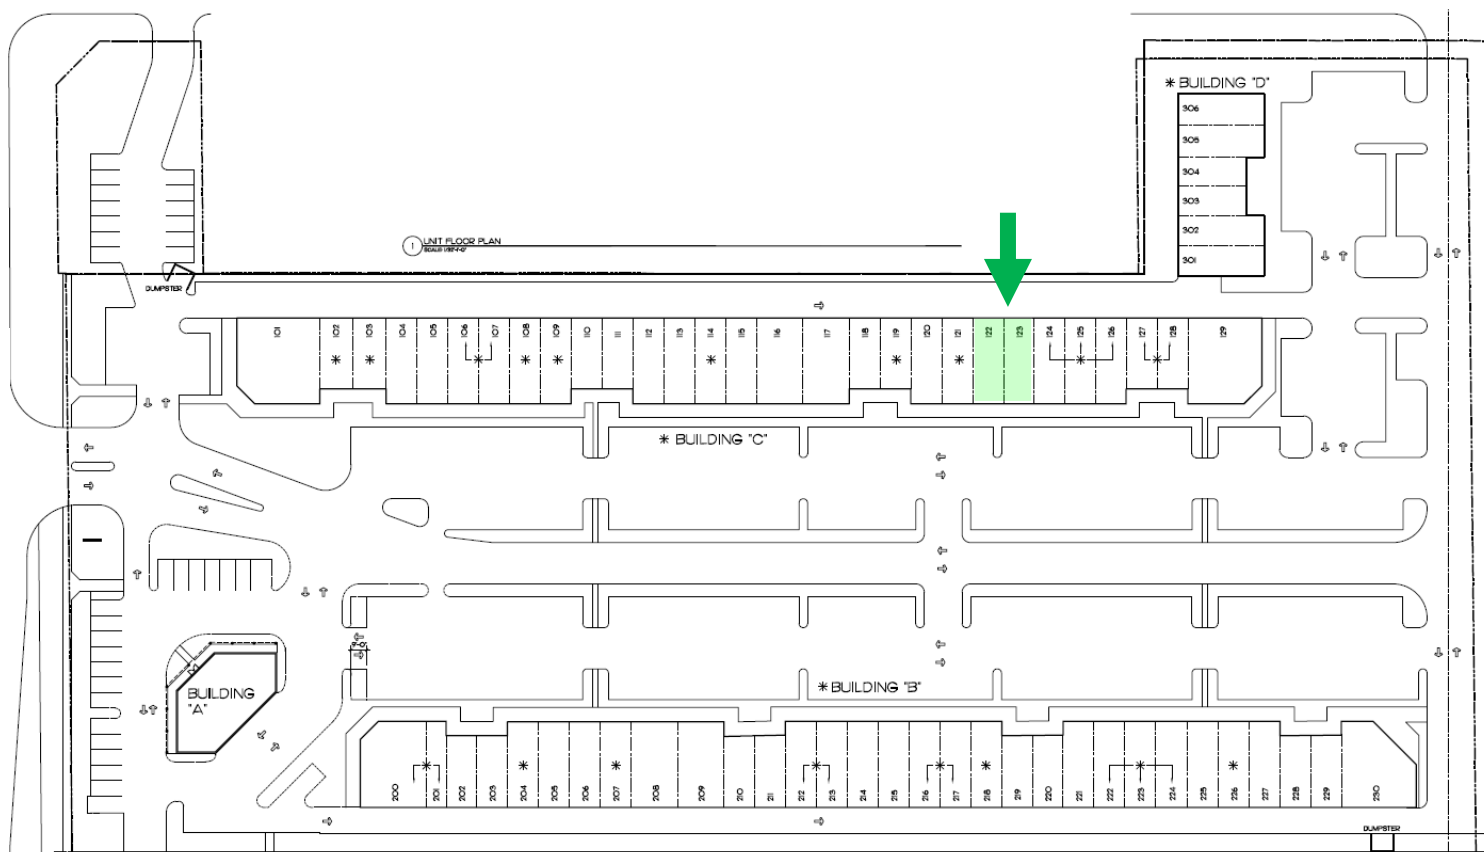 * BUILDING "D"
306
305
304
303
302
301
1 UNIT FLOOR PLAN
DUMPSTER
101 102 103 104 105 106 107 108 109 110 111 112 113 114 115 116 117 118 119 120 121 122 123 124 125 126 127 128 129
* BUILDING "C"
* BUILDING "B"
BUILDING
"A"
200 201 202 203 204 205 206 207 208 209 210 211 212 213 214 215 216 217 218 219 220 221 222 223 224 225 226 227 228 229 230
DUMPSTER